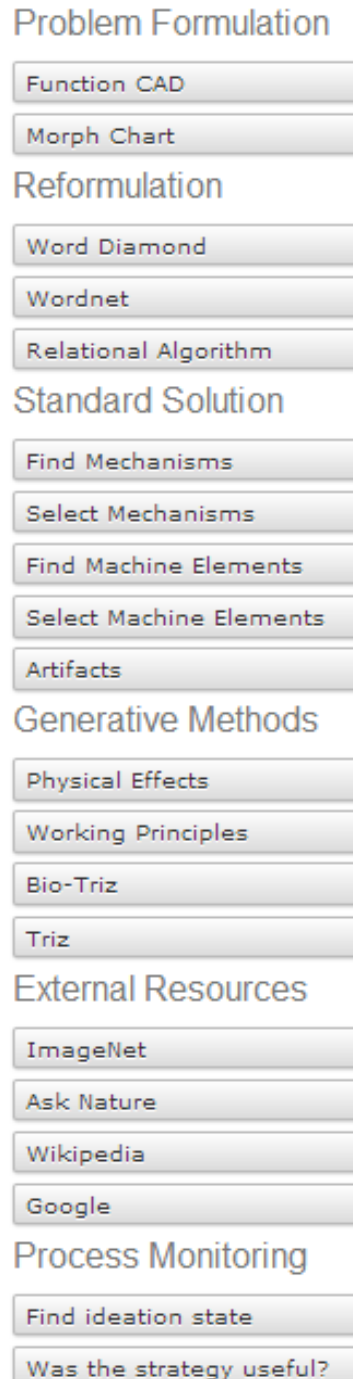 Problem Formulation
Function CAD
Morph Chart
Reformulation
Word Diamond
Wordnet
Relational Algorithm
Standard Solution
Find Mechanisms
Select Mechanisms
Find Machine Elements
Select Machine Elements
Artifacts
Generative Methods
Physical Effects
Working Principles
Bio-Triz
Triz
External Resources
ImageNet
Ask Nature
Wikipedia
Google
Process Monitoring
Find ideation state
Was the strategy useful?